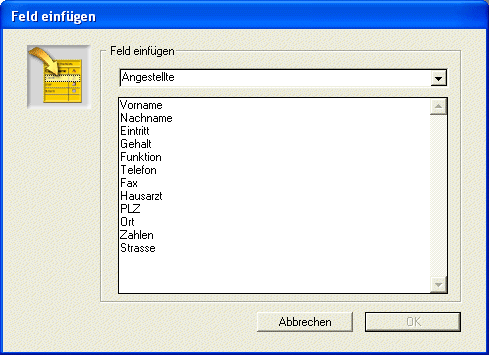 Feld einfügen
Feld einfügen
Angestellte
Vorname
Nachname
Eintritt
Gehalt
Funktion
Telefon
Fax
Hausarzt
PLZ
Ort
Zahlen
Strasse
Abbrechen
OK